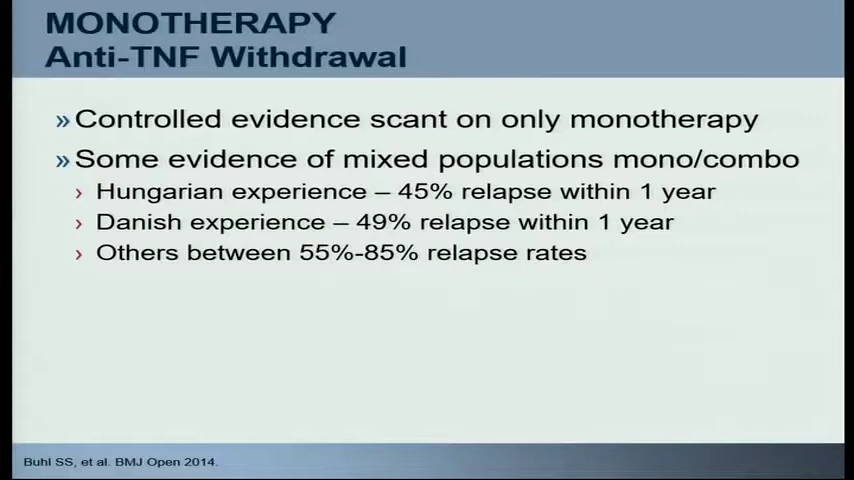 MONOTHERAPY
Anti-TNF Withdrawal
» Controlled evidence scant on only monotherapy
» Some evidence of mixed populations mono/combo
› Hungarian experience – 45% relapse within 1 year
› Danish experience – 49% relapse within 1 year
› Others between 55%-85% relapse rates
Buhl SS, et al. BMJ Open 2014.